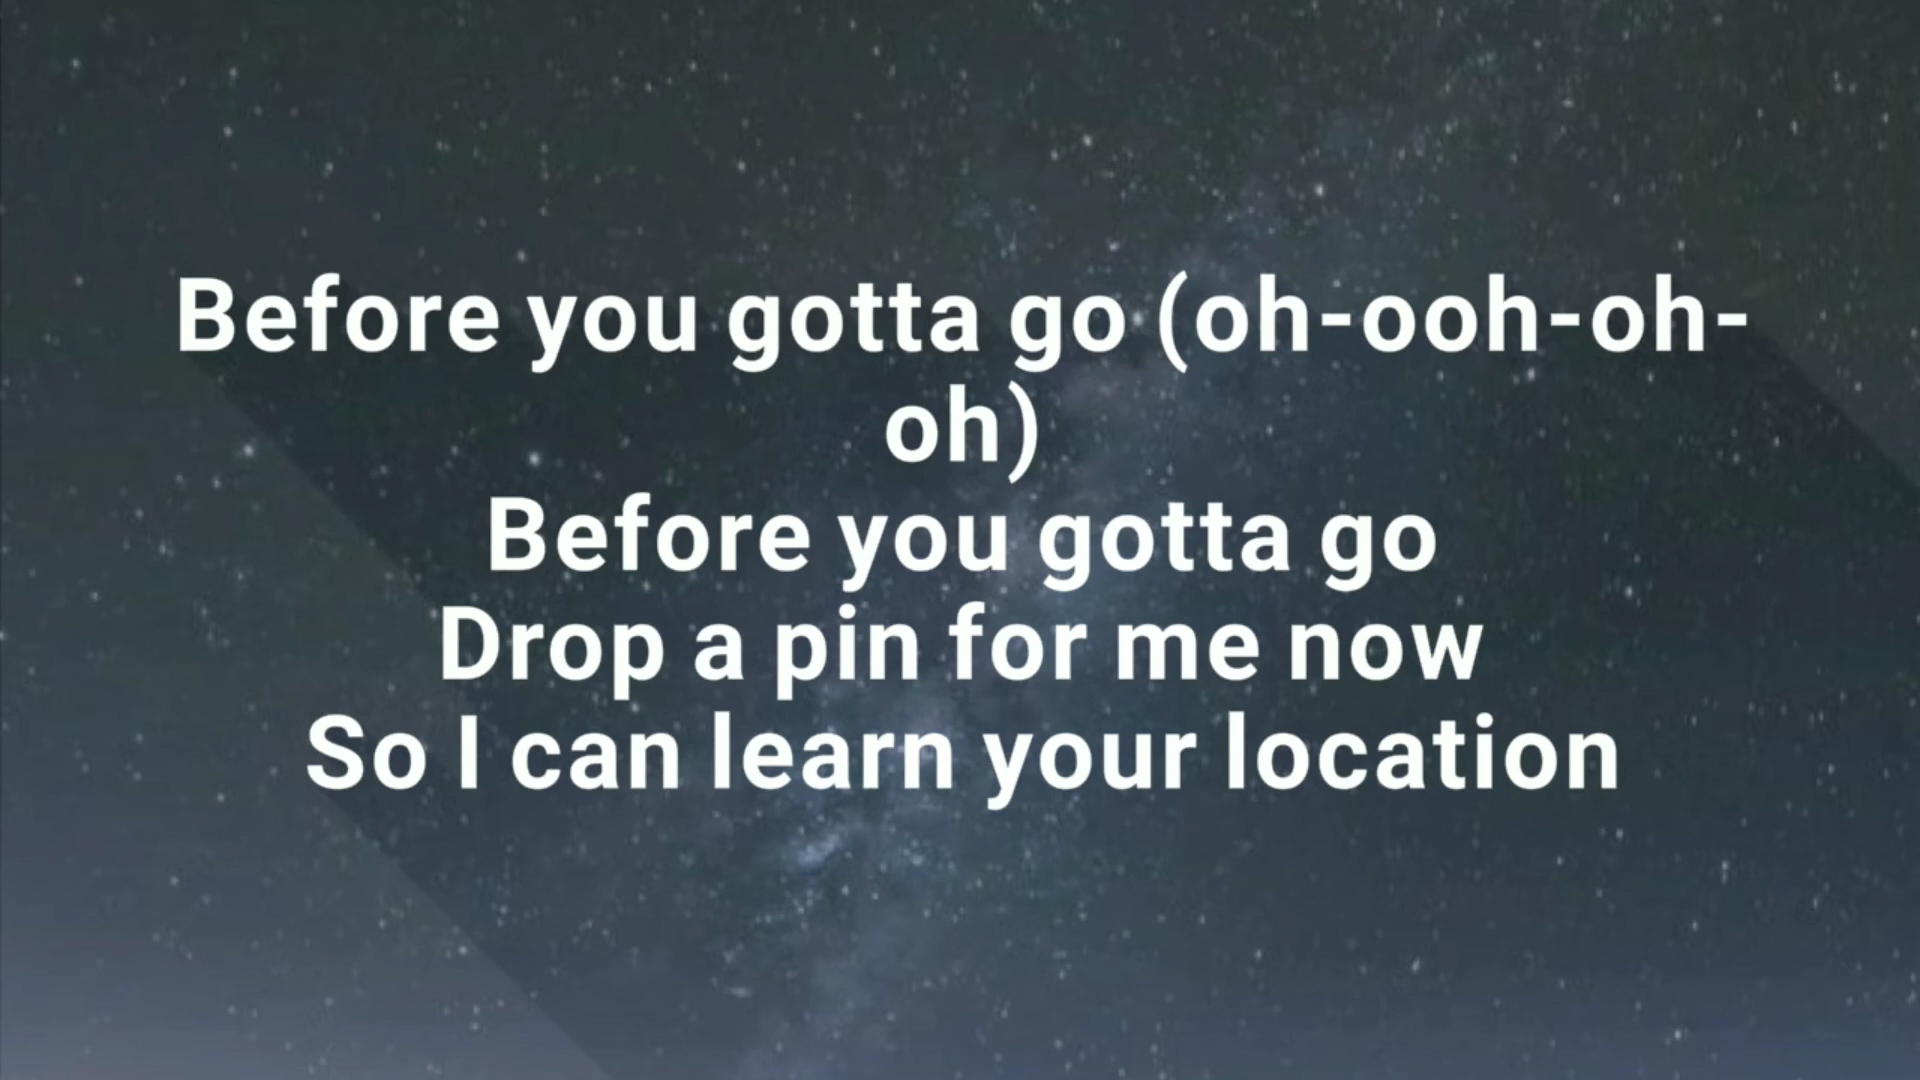 Before you gotta go (oh-ooh-oh-
oh)
Before you gotta go
Drop a pin for me now
So I can learn your location